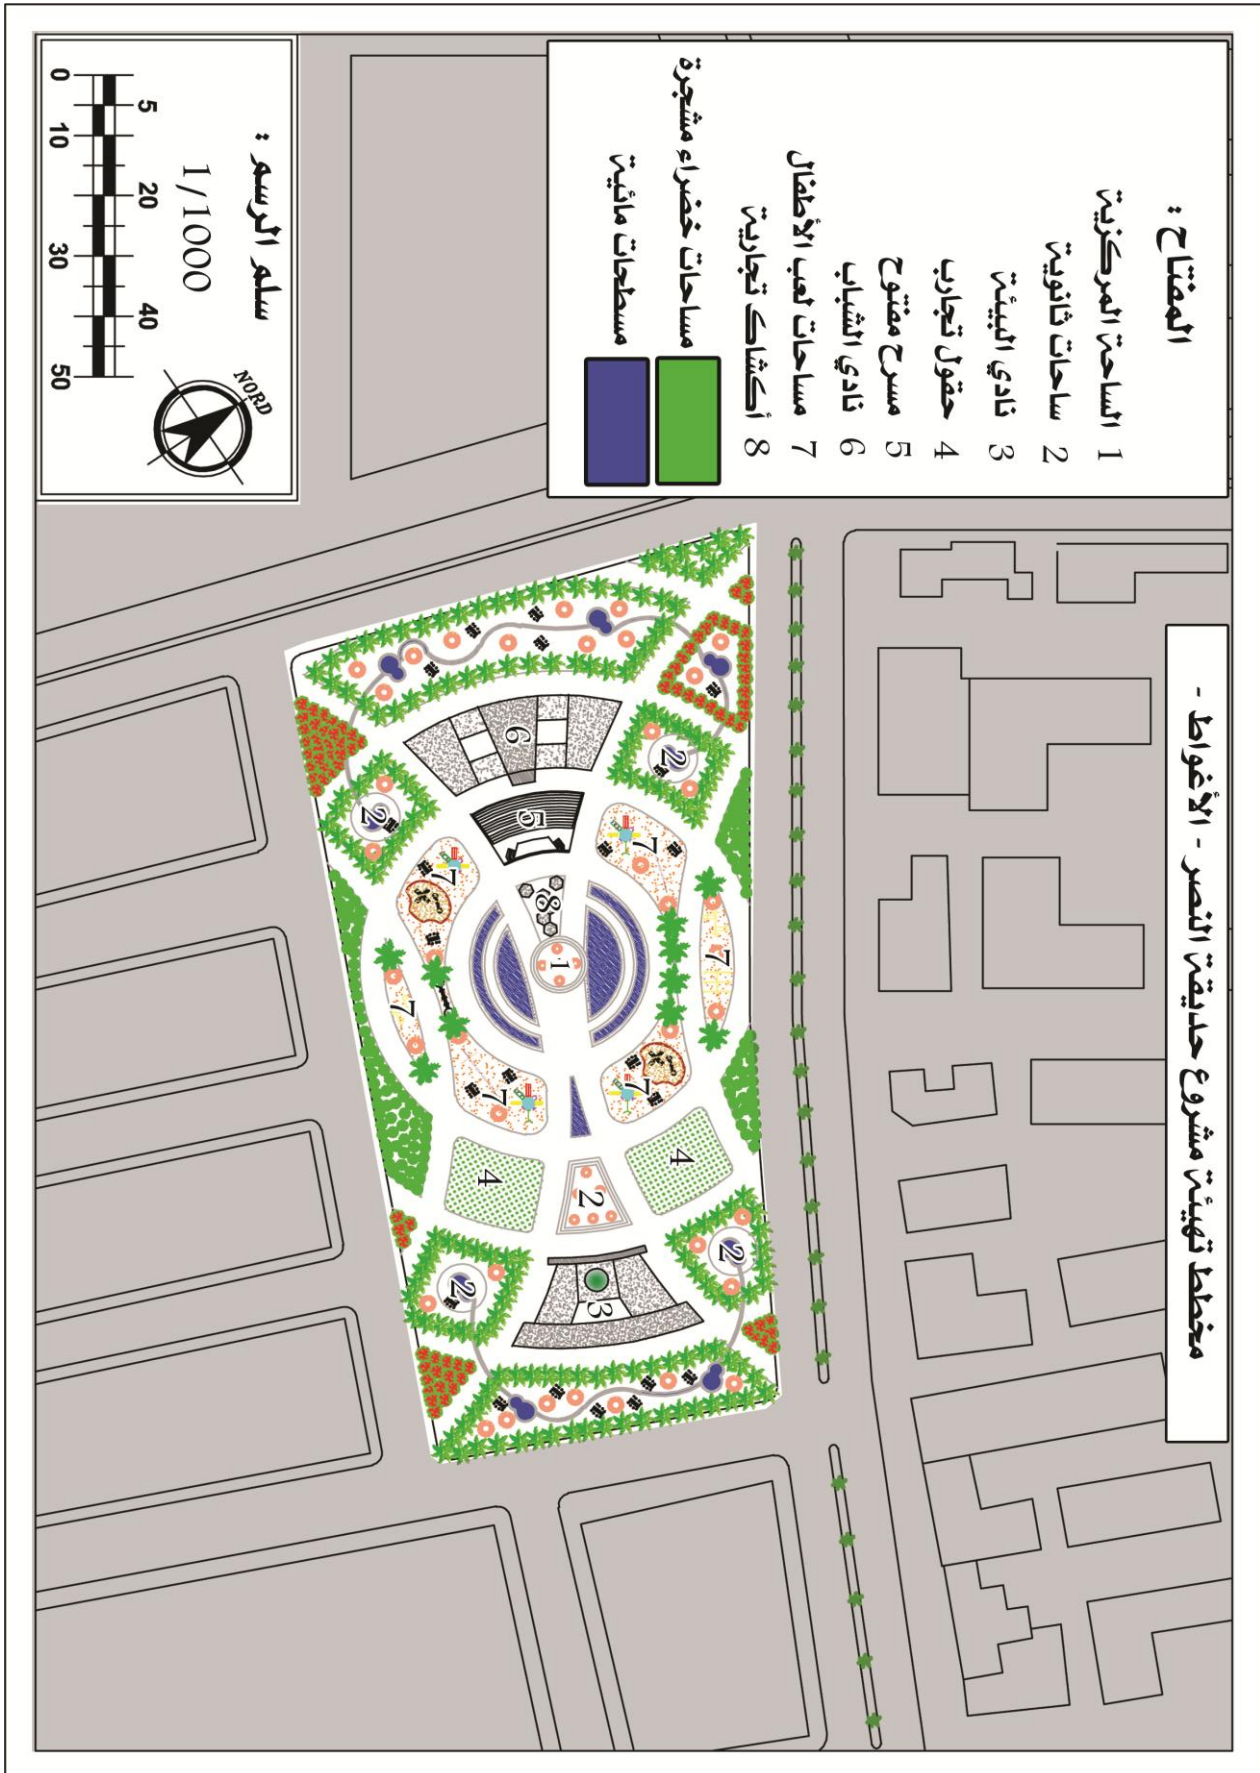 مخطط تهيئة مشروع حديقة النصر - الأغواط -
المفتاح :
1 الساحة المركزية
2 ساحات ثانوية
3 نادي البيئة
4 حقول تجارب
5 مسرح مفتوح
6 نادي الشباب
7 مساحات لعب الأطفال
8 أكشاك تجارية
مساحات خضراء مشجرة
مسطحات مائية
سلم الرسم :
1/1000
0 5 10 20 30 40 50
NORD
6
2
2
5
7
7
8
1
7
7
7
7
4
4
2
2
2
3